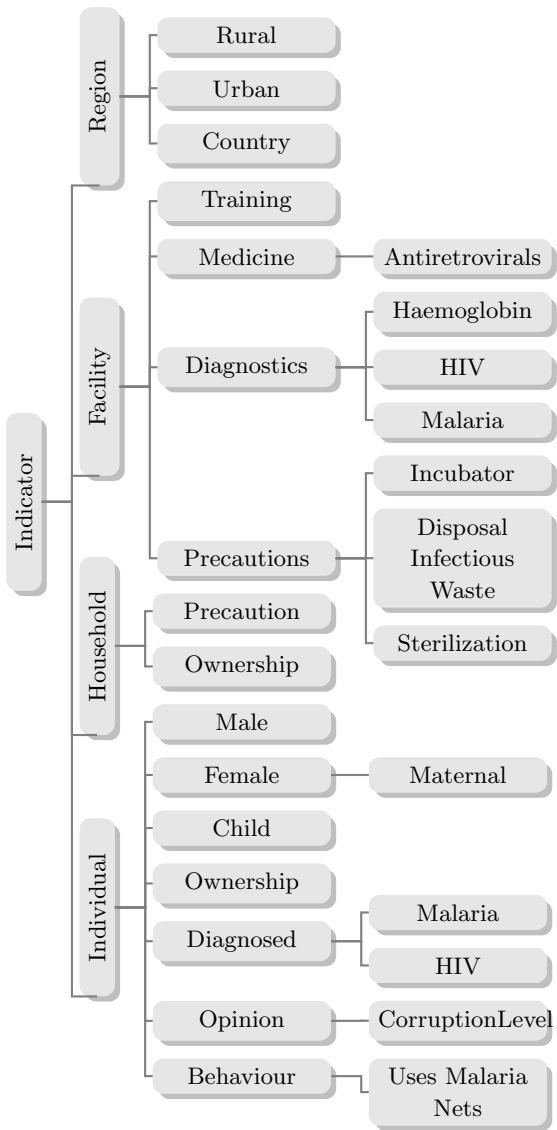 Indicator
Region
Rural
Urban
Country
Facility
Training
Medicine
Antiretrovirals
Diagnostics
Haemoglobin
HIV
Malaria
Precautions
Incubator
Disposal
Infectious
Waste
Sterilization
Household
Precaution
Ownership
Individual
Male
Female
Maternal
Child
Ownership
Diagnosed
Malaria
HIV
Opinion
CorruptionLevel
Behaviour
Uses Malaria
Nets